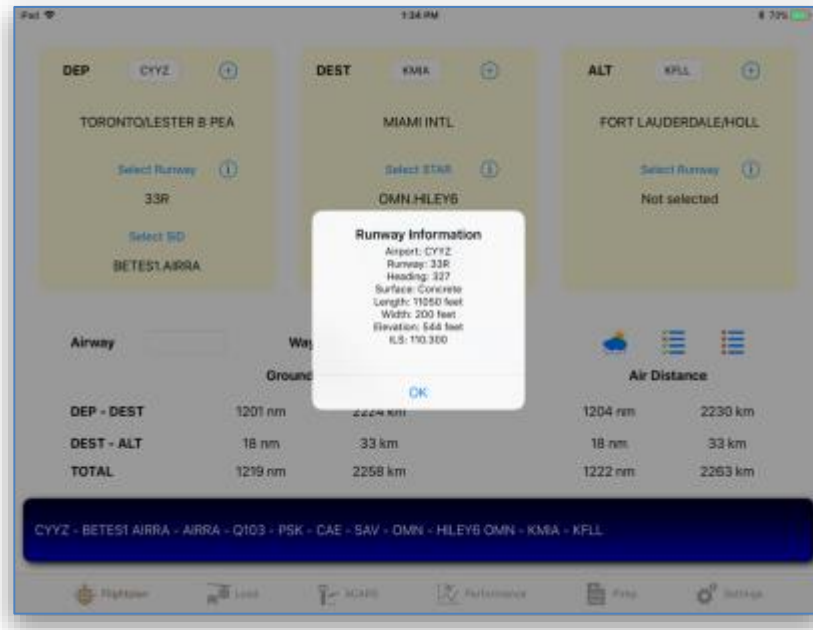 iPad 1:34 PM 70%
DEP CYYZ DEST KMIA ALT KFLL
TORONTO/LESTER B PEA MIAMI INTL FORT LAUDERDALE/HOLL
Select Runway Select STAR Select Runway
33R OMN.HILEY6 Not selected
Select SID
BETES1.AIRRA
Runway Information
Airport: CYYZ
Runway: 33R
Heading: 327
Surface: Concrete
Length: 11050 feet
Width: 200 feet
Elevation: 544 feet
ILS: 110.300
OK
Airway Way
Ground Air Distance
DEP - DEST 1201 nm 2224 km 1204 nm 2230 km
DEST - ALT 18 nm 33 km 18 nm 33 km
TOTAL 1219 nm 2258 km 1222 nm 2263 km
CYYZ - BETES1 AIRRA - AIRRA - Q103 - PSK - CAE - SAV - OMN - HILEY6 OMN - KMIA - KFLL
Flightplan Load Performance Settings